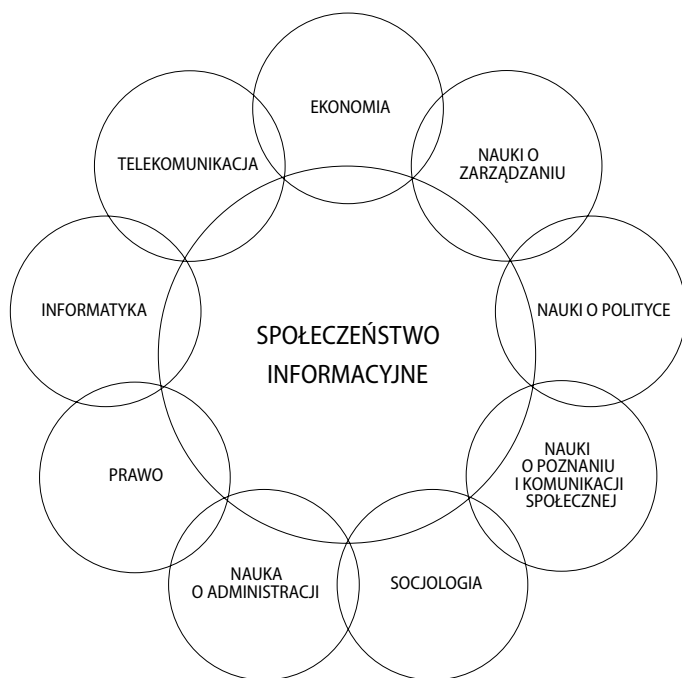 EKONOMIA
TELEKOMUNIKACJA
NAUKI O
ZARZĄDZANIU
INFORMATYKA
NAUKI O POLITYCE
SPOŁECZEŃSTWO
INFORMACYJNE
PRAWO
NAUKI
O POZNANIU
I KOMUNIKACJI
SPOŁECZNEJ
NAUKA
O ADMINISTRACJI
SOCJOLOGIA